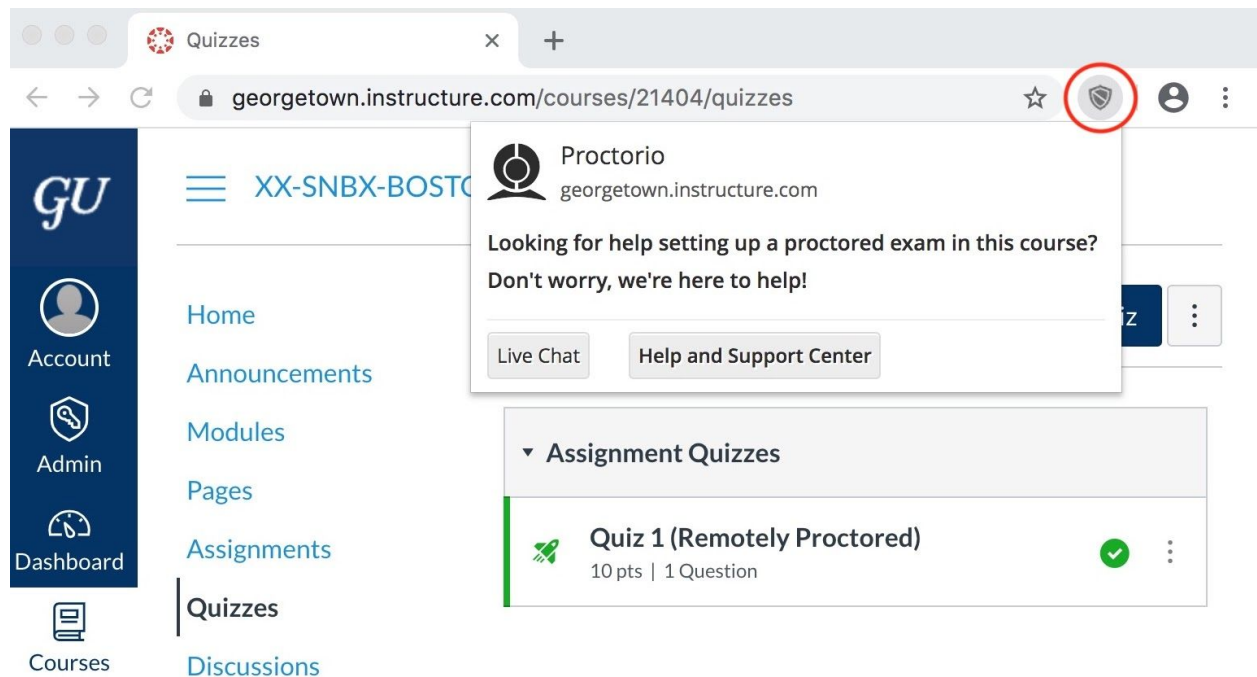 Quizzes
georgetown.instructure.com/courses/21404/quizzes
GU
XX-SNBX-BOSTO
Proctorio
georgetown.instructure.com
Looking for help setting up a proctored exam in this course?
Don't worry, we're here to help!
Live Chat
Help and Support Center
iz
Account
Admin
Dashboard
Courses
Home
Announcements
Modules
Pages
Assignments
Quizzes
Discussions
Assignment Quizzes
Quiz 1 (Remotely Proctored)
10 pts | 1 Question